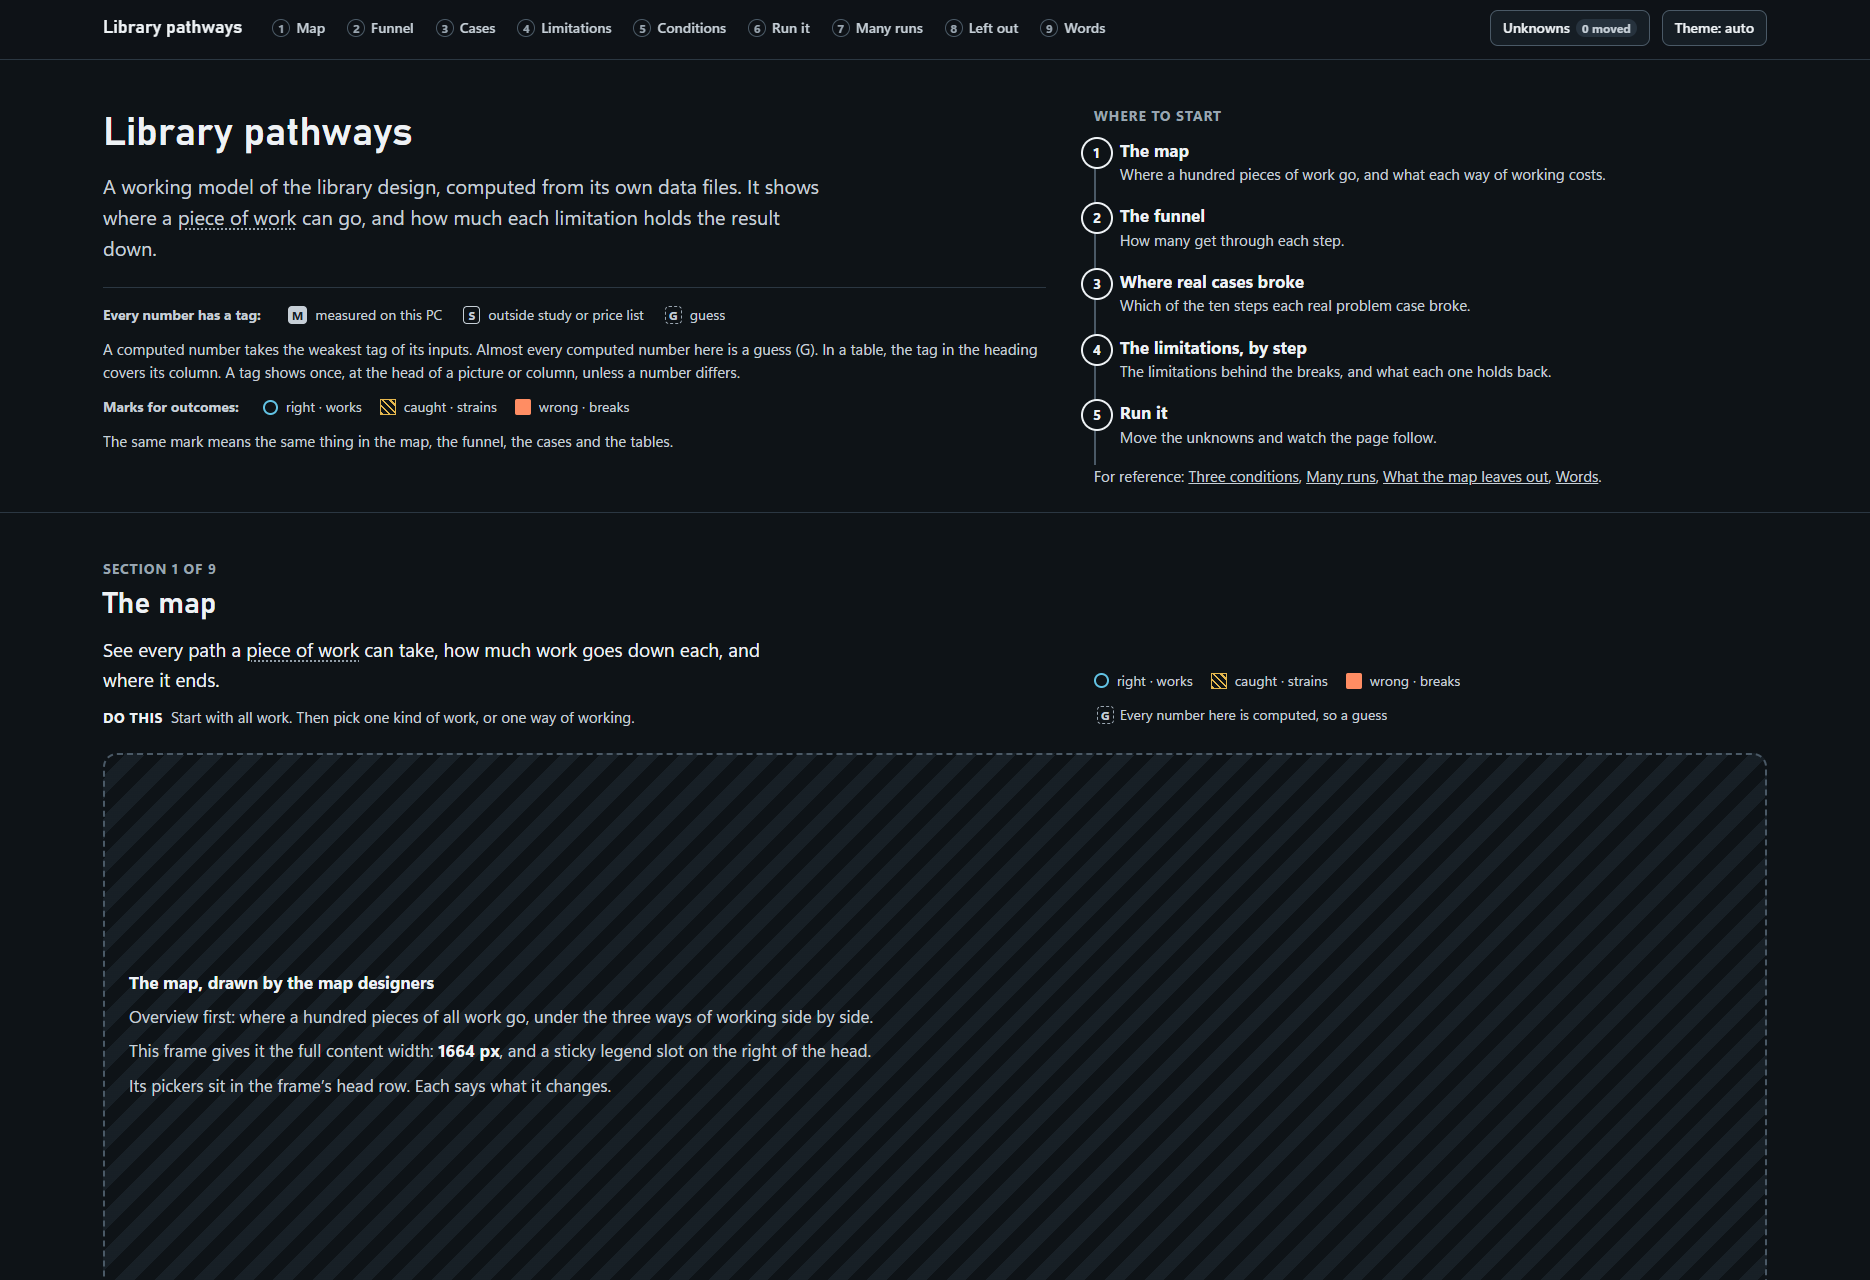 Library pathways
1 Map
2 Funnel
3 Cases
4 Limitations
5 Conditions
6 Run it
7 Many runs
8 Left out
9 Words
Unknowns 0 moved
Theme: auto
Library pathways
A working model of the library design, computed from its own data files. It shows
where a piece of work can go, and how much each limitation holds the result
down.
Every number has a tag: M measured on this PC S outside study or price list G guess
A computed number takes the weakest tag of its inputs. Almost every computed number here is a guess (G). In a table, the tag in the heading
covers its column. A tag shows once, at the head of a picture or column, unless a number differs.
Marks for outcomes: right · works caught · strains wrong · breaks
The same mark means the same thing in the map, the funnel, the cases and the tables.
WHERE TO START
1 The map
Where a hundred pieces of work go, and what each way of working costs.
2 The funnel
How many get through each step.
3 Where real cases broke
Which of the ten steps each real problem case broke.
4 The limitations, by step
The limitations behind the breaks, and what each one holds back.
5 Run it
Move the unknowns and watch the page follow.
For reference: Three conditions, Many runs, What the map leaves out, Words.
SECTION 1 OF 9
The map
See every path a piece of work can take, how much work goes down each, and
where it ends.
DO THIS Start with all work. Then pick one kind of work, or one way of working.
right · works caught · strains wrong · breaks
G Every number here is computed, so a guess
The map, drawn by the map designers
Overview first: where a hundred pieces of all work go, under the three ways of working side by side.
This frame gives it the full content width: 1664 px, and a sticky legend slot on the right of the head.
Its pickers sit in the frame's head row. Each says what it changes.